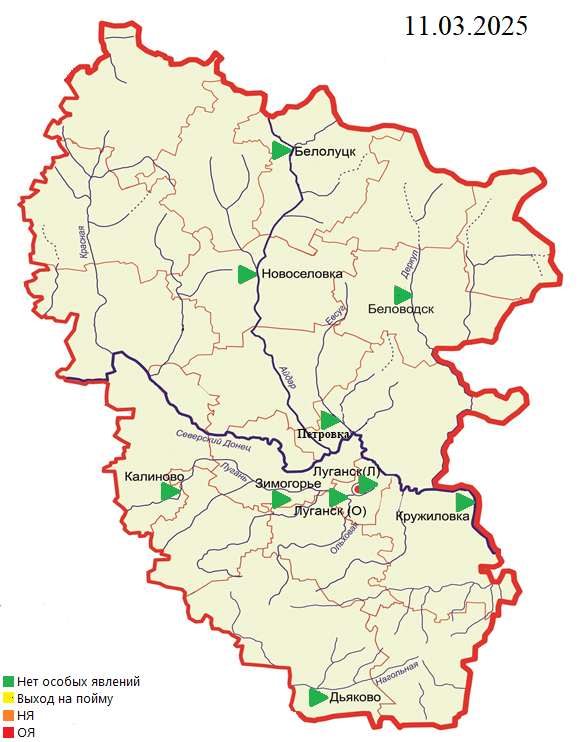 11.03.2025
Белолуцк
Красная
Деркул
Новоселовка
Беловодск
Евсуг
Айдар
Петровка
Северский Донец
Лугань
Луганск(Л)
Калиново
Зимогорье
Луганск (О)
Кружиловка
Ольховая
Нагольная
Дьяково
Нет особых явлений
Выход на пойму
НЯ
ОЯ